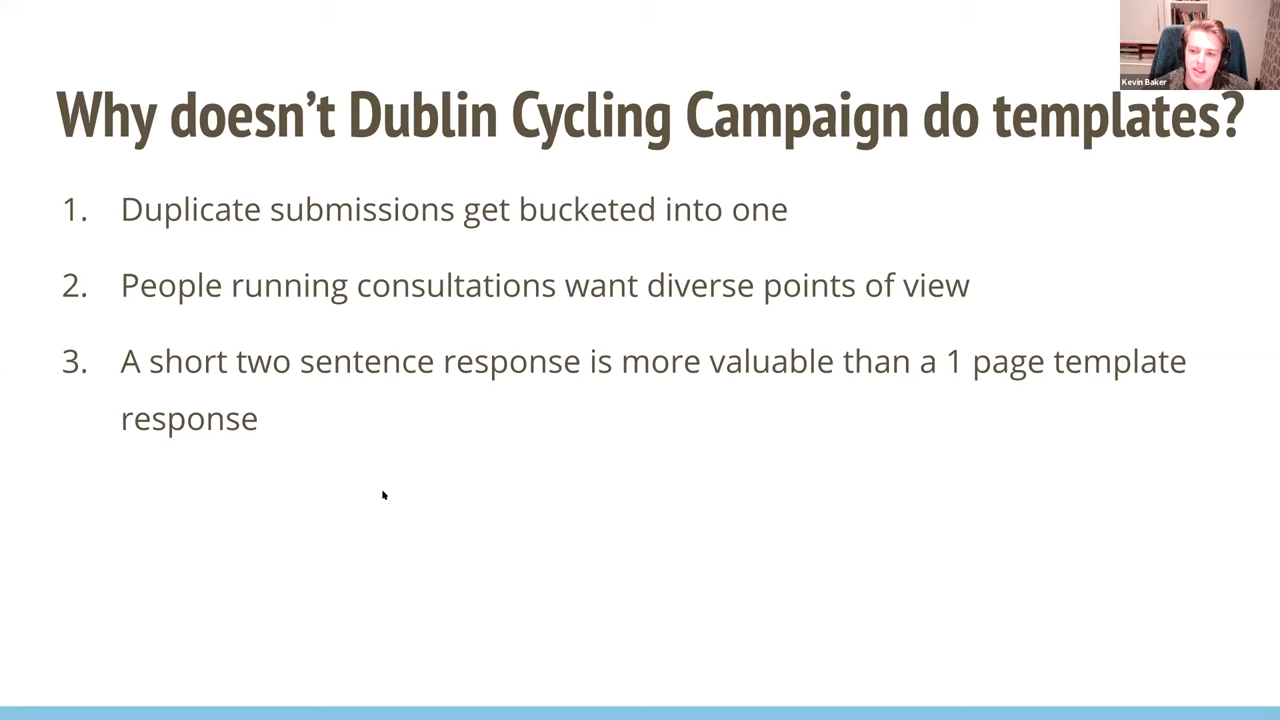 Kevin Baker
Why doesn’t Dublin Cycling Campaign do templates?
1. Duplicate submissions get bucketed into one
2. People running consultations want diverse points of view
3. A short two sentence response is more valuable than a 1 page template
response